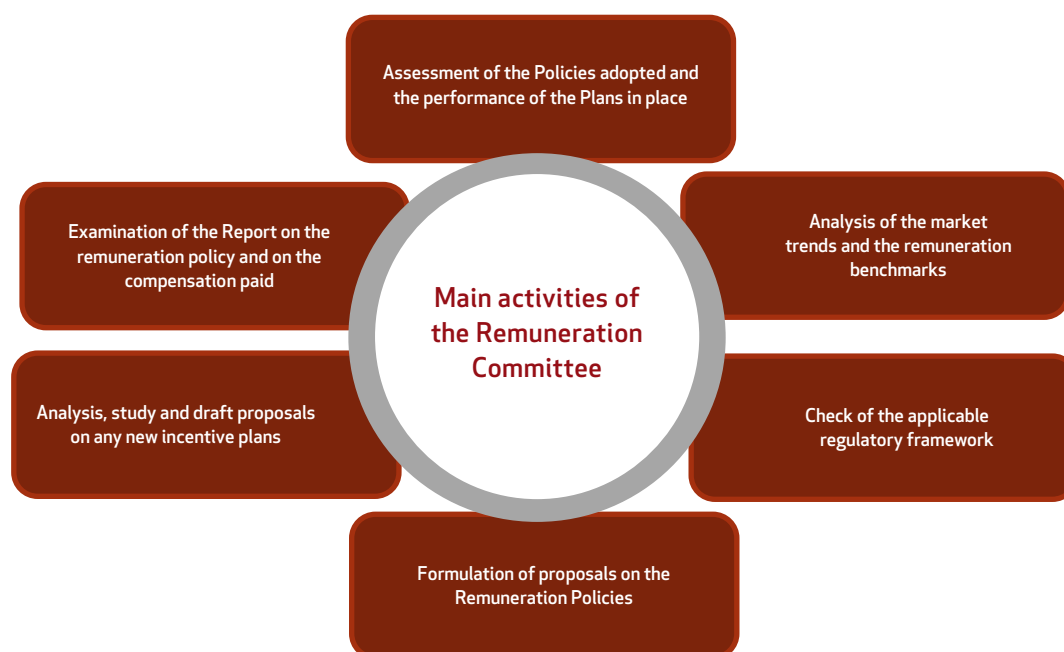 Assessment of the Policies adopted and
the performance of the Plans in place
Analysis of the market
trends and the remuneration
benchmarks
Check of the applicable
regulatory framework
Formulation of proposals on the
Remuneration Policies
Analysis, study and draft proposals
on any new incentive plans
Examination of the Report on the
remuneration policy and on the
compensation paid
Main activities of
the Remuneration
Committee